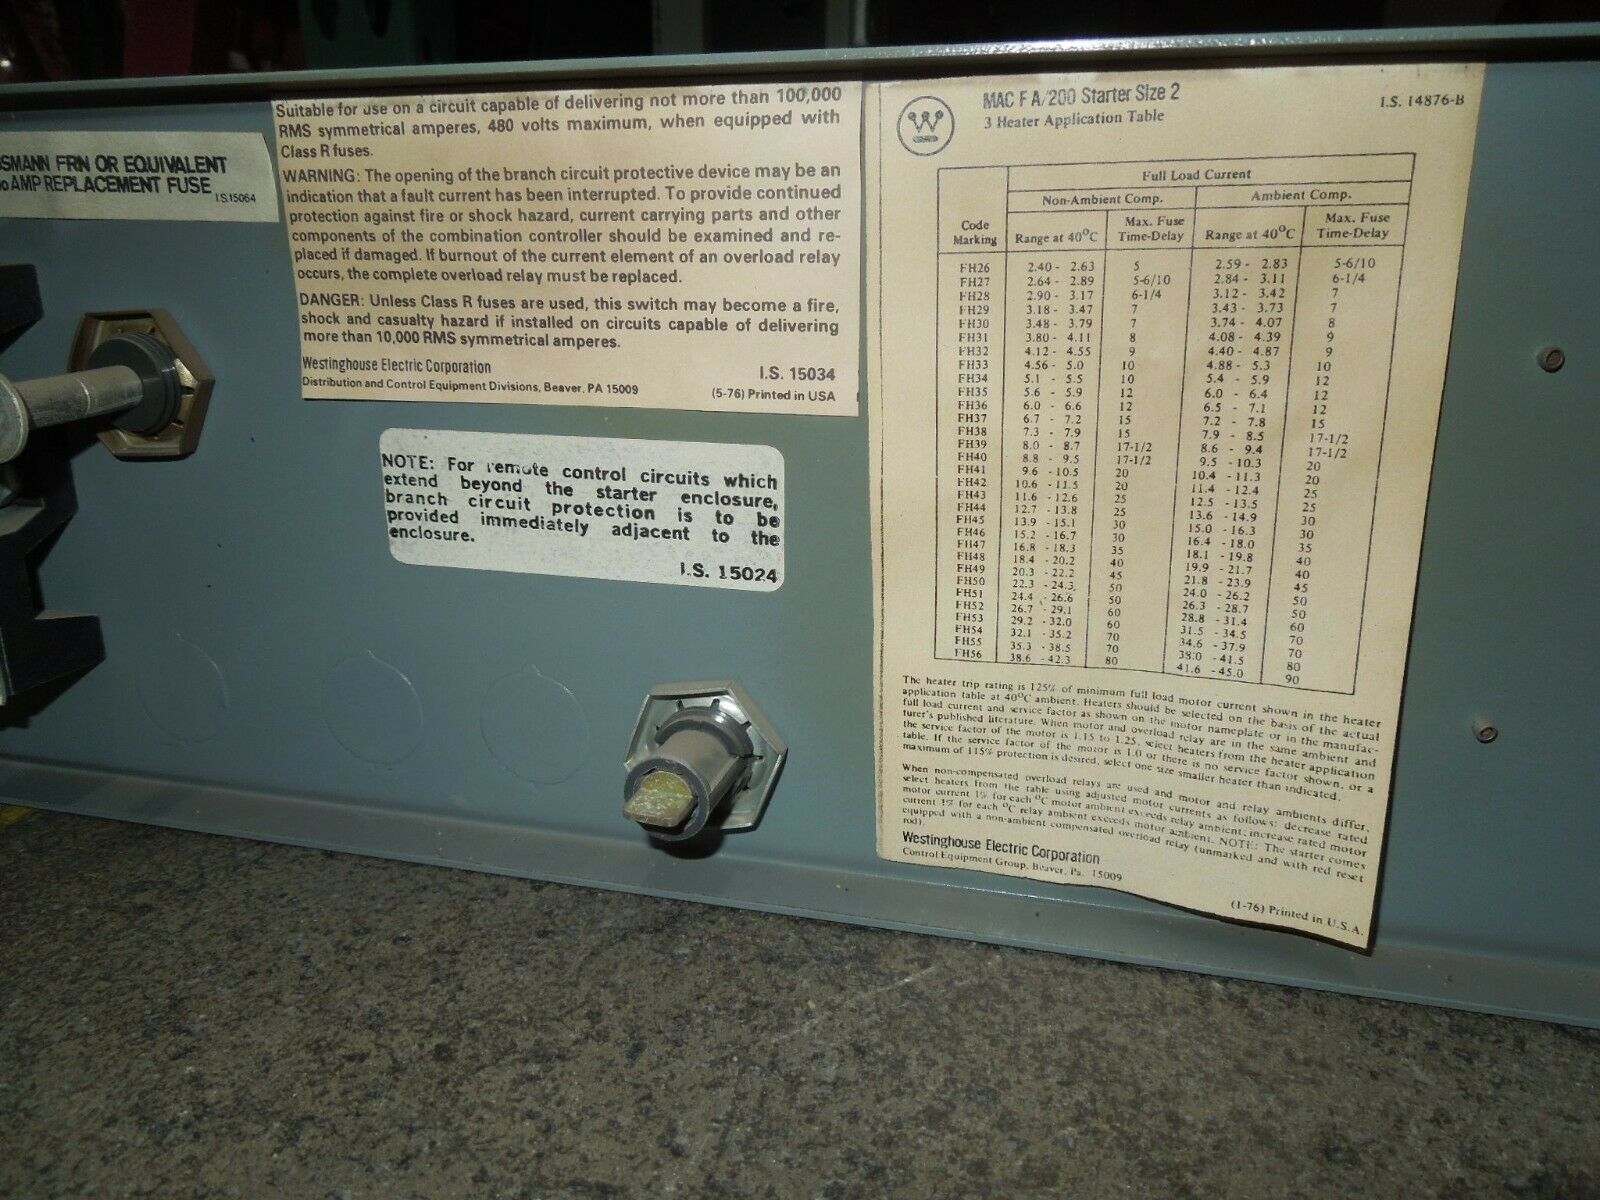 FRN OR EQUIVALENT
AMP REPLACEMENT FUSE
I.S.15064
Suitable for use on a circuit capable of delivering not more than 100,000
RMS symmetrical amperes, 480 volts maximum, when equipped with
Class R fuses.
WARNING: The opening of the branch circuit protective device may be an
indication that a fault current has been interrupted. To provide continued
protection against fire or shock hazard, current carrying parts and other
components of the combination controller should be examined and re-
placed if damaged. If burnout of the current element of an overload relay
occurs, the complete overload relay must be replaced.
DANGER: Unless Class R fuses are used, this switch may become a fire,
shock and casualty hazard if installed on circuits capable of delivering
more than 10,000 RMS symmetrical amperes.
Westinghouse Electric Corporation I.S. 15034
Distribution and Control Equipment Divisions, Beaver, PA 15009 (5-76) Printed in USA
NOTE: For remote control circuits which
extend beyond the starter enclosure,
branch circuit protection is to be
provided immediately adjacent to the
enclosure.
I.S. 15024
W
MAC F A/200 Starter Size 2 I.S. 14876-B
3 Heater Application Table
Full Load Current
Non-Ambient Comp. Ambient Comp.
Code Marking Range at 40°C Max. Fuse Time-Delay Range at 40°C Max. Fuse Time-Delay
FH26 2.40 - 2.63 5 2.59 - 2.83 5-6/10
FH27 2.64 - 2.89 5-6/10 2.84 - 3.11 6-1/4
FH28 2.90 - 3.17 6-1/4 3.12 - 3.42 7
FH29 3.18 - 3.47 7 3.43 - 3.73 7
FH30 3.48 - 3.79 7 3.74 - 4.07 8
FH31 3.80 - 4.11 8 4.08 - 4.39 9
FH32 4.12 - 4.55 9 4.40 - 4.87 9
FH33 4.56 - 5.0 10 4.88 - 5.3 10
FH34 5.1 - 5.5 10 5.4 - 5.9 12
FH35 5.6 - 5.9 12 6.0 - 6.4 12
FH36 6.0 - 6.6 12 6.5 - 7.1 12
FH37 6.7 - 7.2 15 7.2 - 7.8 15
FH38 7.3 - 7.9 15 7.9 - 8.5 17-1/2
FH39 8.0 - 8.7 17-1/2 8.6 - 9.4 17-1/2
FH40 8.8 - 9.5 17-1/2 9.5 - 10.3 20
FH41 9.6 - 10.5 20 10.4 - 11.3 20
FH42 10.6 - 11.5 20 11.4 - 12.4 25
FH43 11.6 - 12.6 25 12.5 - 13.5 25
FH44 12.7 - 13.8 25 13.6 - 14.9 30
FH45 13.9 - 15.1 30 15.0 - 16.3 30
FH46 15.2 - 16.7 30 16.4 - 18.0 35
FH47 16.8 - 18.3 35 18.1 - 19.8 40
FH48 18.4 - 20.2 40 19.9 - 21.7 40
FH49 20.3 - 22.2 45 21.8 - 23.9 45
FH50 22.3 - 24.3 50 24.0 - 26.2 50
FH51 24.4 - 26.6 50 26.3 - 28.7 50
FH52 26.7 - 29.1 60 28.8 - 31.4 60
FH53 29.2 - 32.0 60 31.5 - 34.5 70
FH54 32.1 - 35.2 70 34.6 - 37.9 70
FH55 35.3 - 38.5 70 38.0 - 41.5 80
FH56 38.6 - 42.3 80 41.6 - 45.0 90
The heater trip rating is 125% of minimum full load motor current shown in the heater
application table at 40°C ambient. Heaters should be selected on the basis of the actual
full load current and service factor as shown on the motor nameplate or in the manufac-
turer's published literature. When motor and overload relay are in the same ambient and
the service factor of the motor is 1.15 to 1.25, select heaters from the heater application
table. If the service factor of the motor is 1.0 or there is no service factor shown, or a
maximum of 115% protection is desired, select one size smaller heater than indicated.
When non-compensated overload relays are used and motor and relay ambients differ,
select heaters from the table using adjusted motor currents as follows: decrease rated
motor current 1% for each °C motor ambient exceeds relay ambient; increase rated motor
current 1% for each °C relay ambient exceeds motor ambient. NOTE: The starter comes
equipped with a non-ambient compensated overload relay (unmarked and with red reset
rod).
Westinghouse Electric Corporation
Control Equipment Group, Beaver, Pa. 15009
(1-76) Printed in U.S.A.